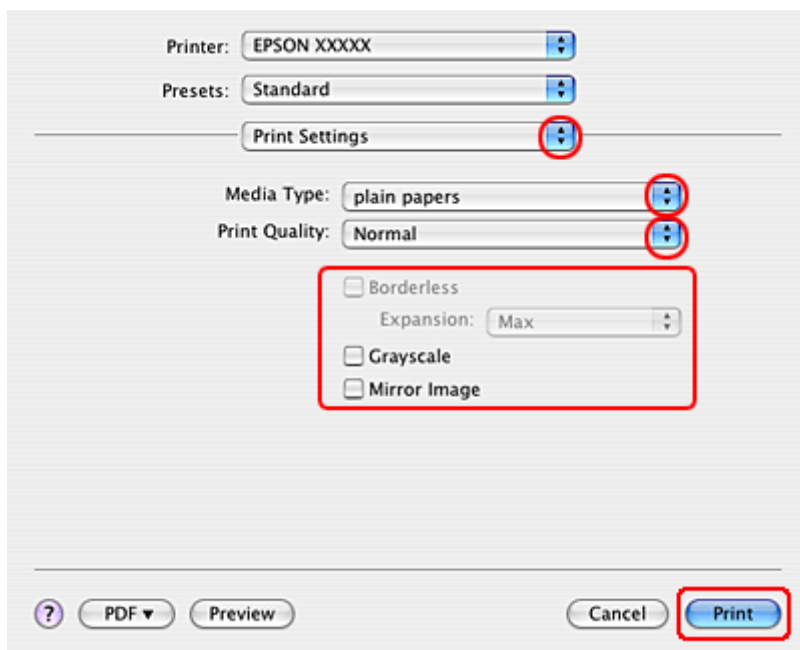 Printer: EPSON XXXXX
Presets: Standard
Print Settings
Media Type: plain papers
Print Quality: Normal
Borderless
Expansion: Max
Grayscale
Mirror Image
? PDF ▼ Preview Cancel Print